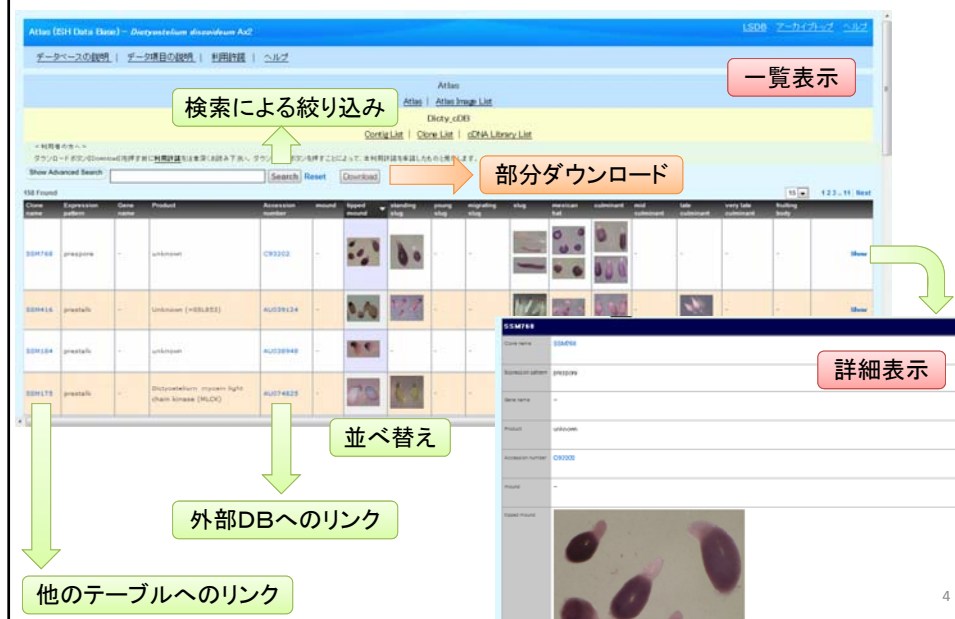 Atlas (ISH Data Base) – Dictyostelium discoideum Ax2
LSDB アーカイブトップ ヘルプ
データベースの説明 | データ項目の説明 | 利用許諾 | ヘルプ
一覧表示
Atlas
Atlas | Atlas Image List
検索による絞り込み
Dicty_cDB
Contig List | Clone List | cDNA Library List
Show Advanced Search
Search Reset Download
部分ダウンロード
158 Found
15
1 2 3 .. 11 Next
Clone name Expression pattern Gene name Product Accession number mound tipped mound standing slug young slug migrating slug slug mexican hat culminant mid culminant late culminant very late culminant fruiting body
SSM768 prespore - unknown C93202 - - - - - - - Show
SSM416 prestalk - Unknown (=SSL853) AU039134 - Show
SSM184 prestalk - unknown AU038948 -
SSM175 prestalk - Dictyostelium myosin light chain kinase (MLCK) AU074825 -
SSM768
Clone name SSM768
詳細表示
Expression pattern prespore
Gene name -
Product unknown
Accession number C93202
mound -
tipped mound
並べ替え
外部DBへのリンク
他のテーブルへのリンク
4